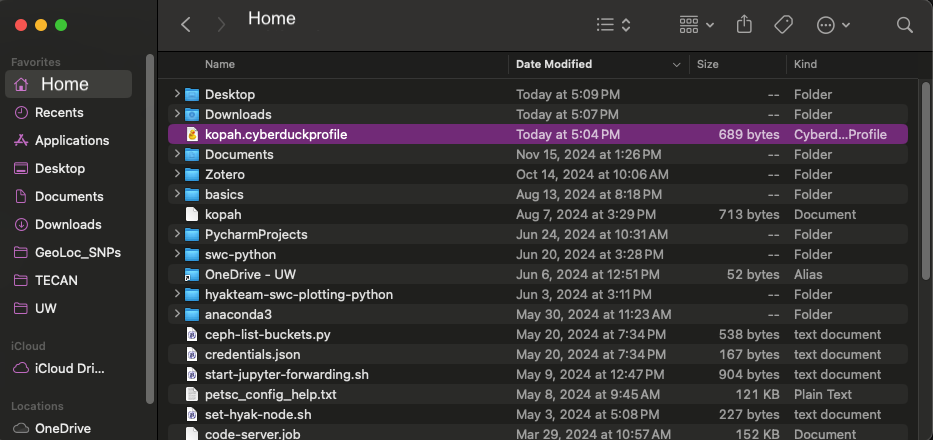 Home
Favorites
Home
Recents
Applications
Desktop
Documents
Downloads
GeoLoc_SNPs
TECAN
UW
iCloud
iCloud Dri...
Locations
OneDrive
Name Date Modified Size Kind
Desktop Today at 5:09 PM -- Folder
Downloads Today at 5:07 PM -- Folder
kopah.cyberduckprofile Today at 5:04 PM 689 bytes Cyberd...Profile
Documents Nov 15, 2024 at 1:26 PM -- Folder
Zotero Oct 14, 2024 at 10:06 AM -- Folder
basics Aug 13, 2024 at 8:18 PM -- Folder
kopah Aug 7, 2024 at 3:29 PM 713 bytes Document
PycharmProjects Jun 24, 2024 at 10:31 AM -- Folder
swc-python Jun 20, 2024 at 3:28 PM -- Folder
OneDrive - UW Jun 6, 2024 at 12:51 PM 52 bytes Alias
hyakteam-swc-plotting-python Jun 3, 2024 at 3:11 PM -- Folder
anaconda3 May 30, 2024 at 11:23 AM -- Folder
ceph-list-buckets.py May 20, 2024 at 7:34 PM 538 bytes text document
credentials.json May 20, 2024 at 7:34 PM 167 bytes text document
start-jupyter-forwarding.sh May 9, 2024 at 12:47 PM 904 bytes text document
petsc_config_help.txt May 8, 2024 at 9:45 AM 121 KB Plain Text
set-hyak-node.sh May 3, 2024 at 5:08 PM 227 bytes text document
code-server.job Mar 29, 2024 at 10:57 AM 152 bytes text document